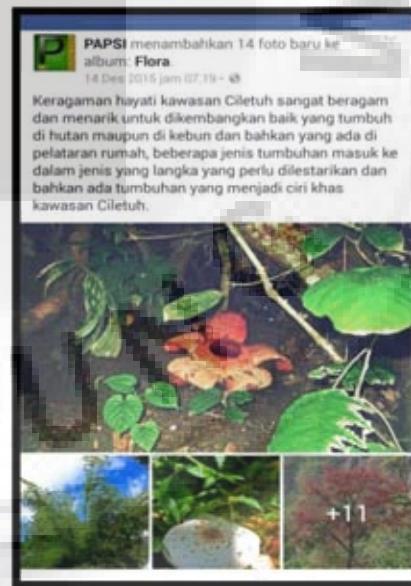 PAPSI menambahkan 14 foto baru ke
album: Flora.
14 Des 2015 jam 07.19 •
Keragaman hayati kawasan Ciletuh sangat beragam
dan menarik untuk dikembangkan baik yang tumbuh
di hutan maupun di kebun dan bahkan yang ada di
pelataran rumah, beberapa jenis tumbuhan masuk ke
dalam jenis yang langka yang perlu dilestarikan dan
bahkan ada tumbuhan yang menjadi ciri khas
kawasan Ciletuh.
+11